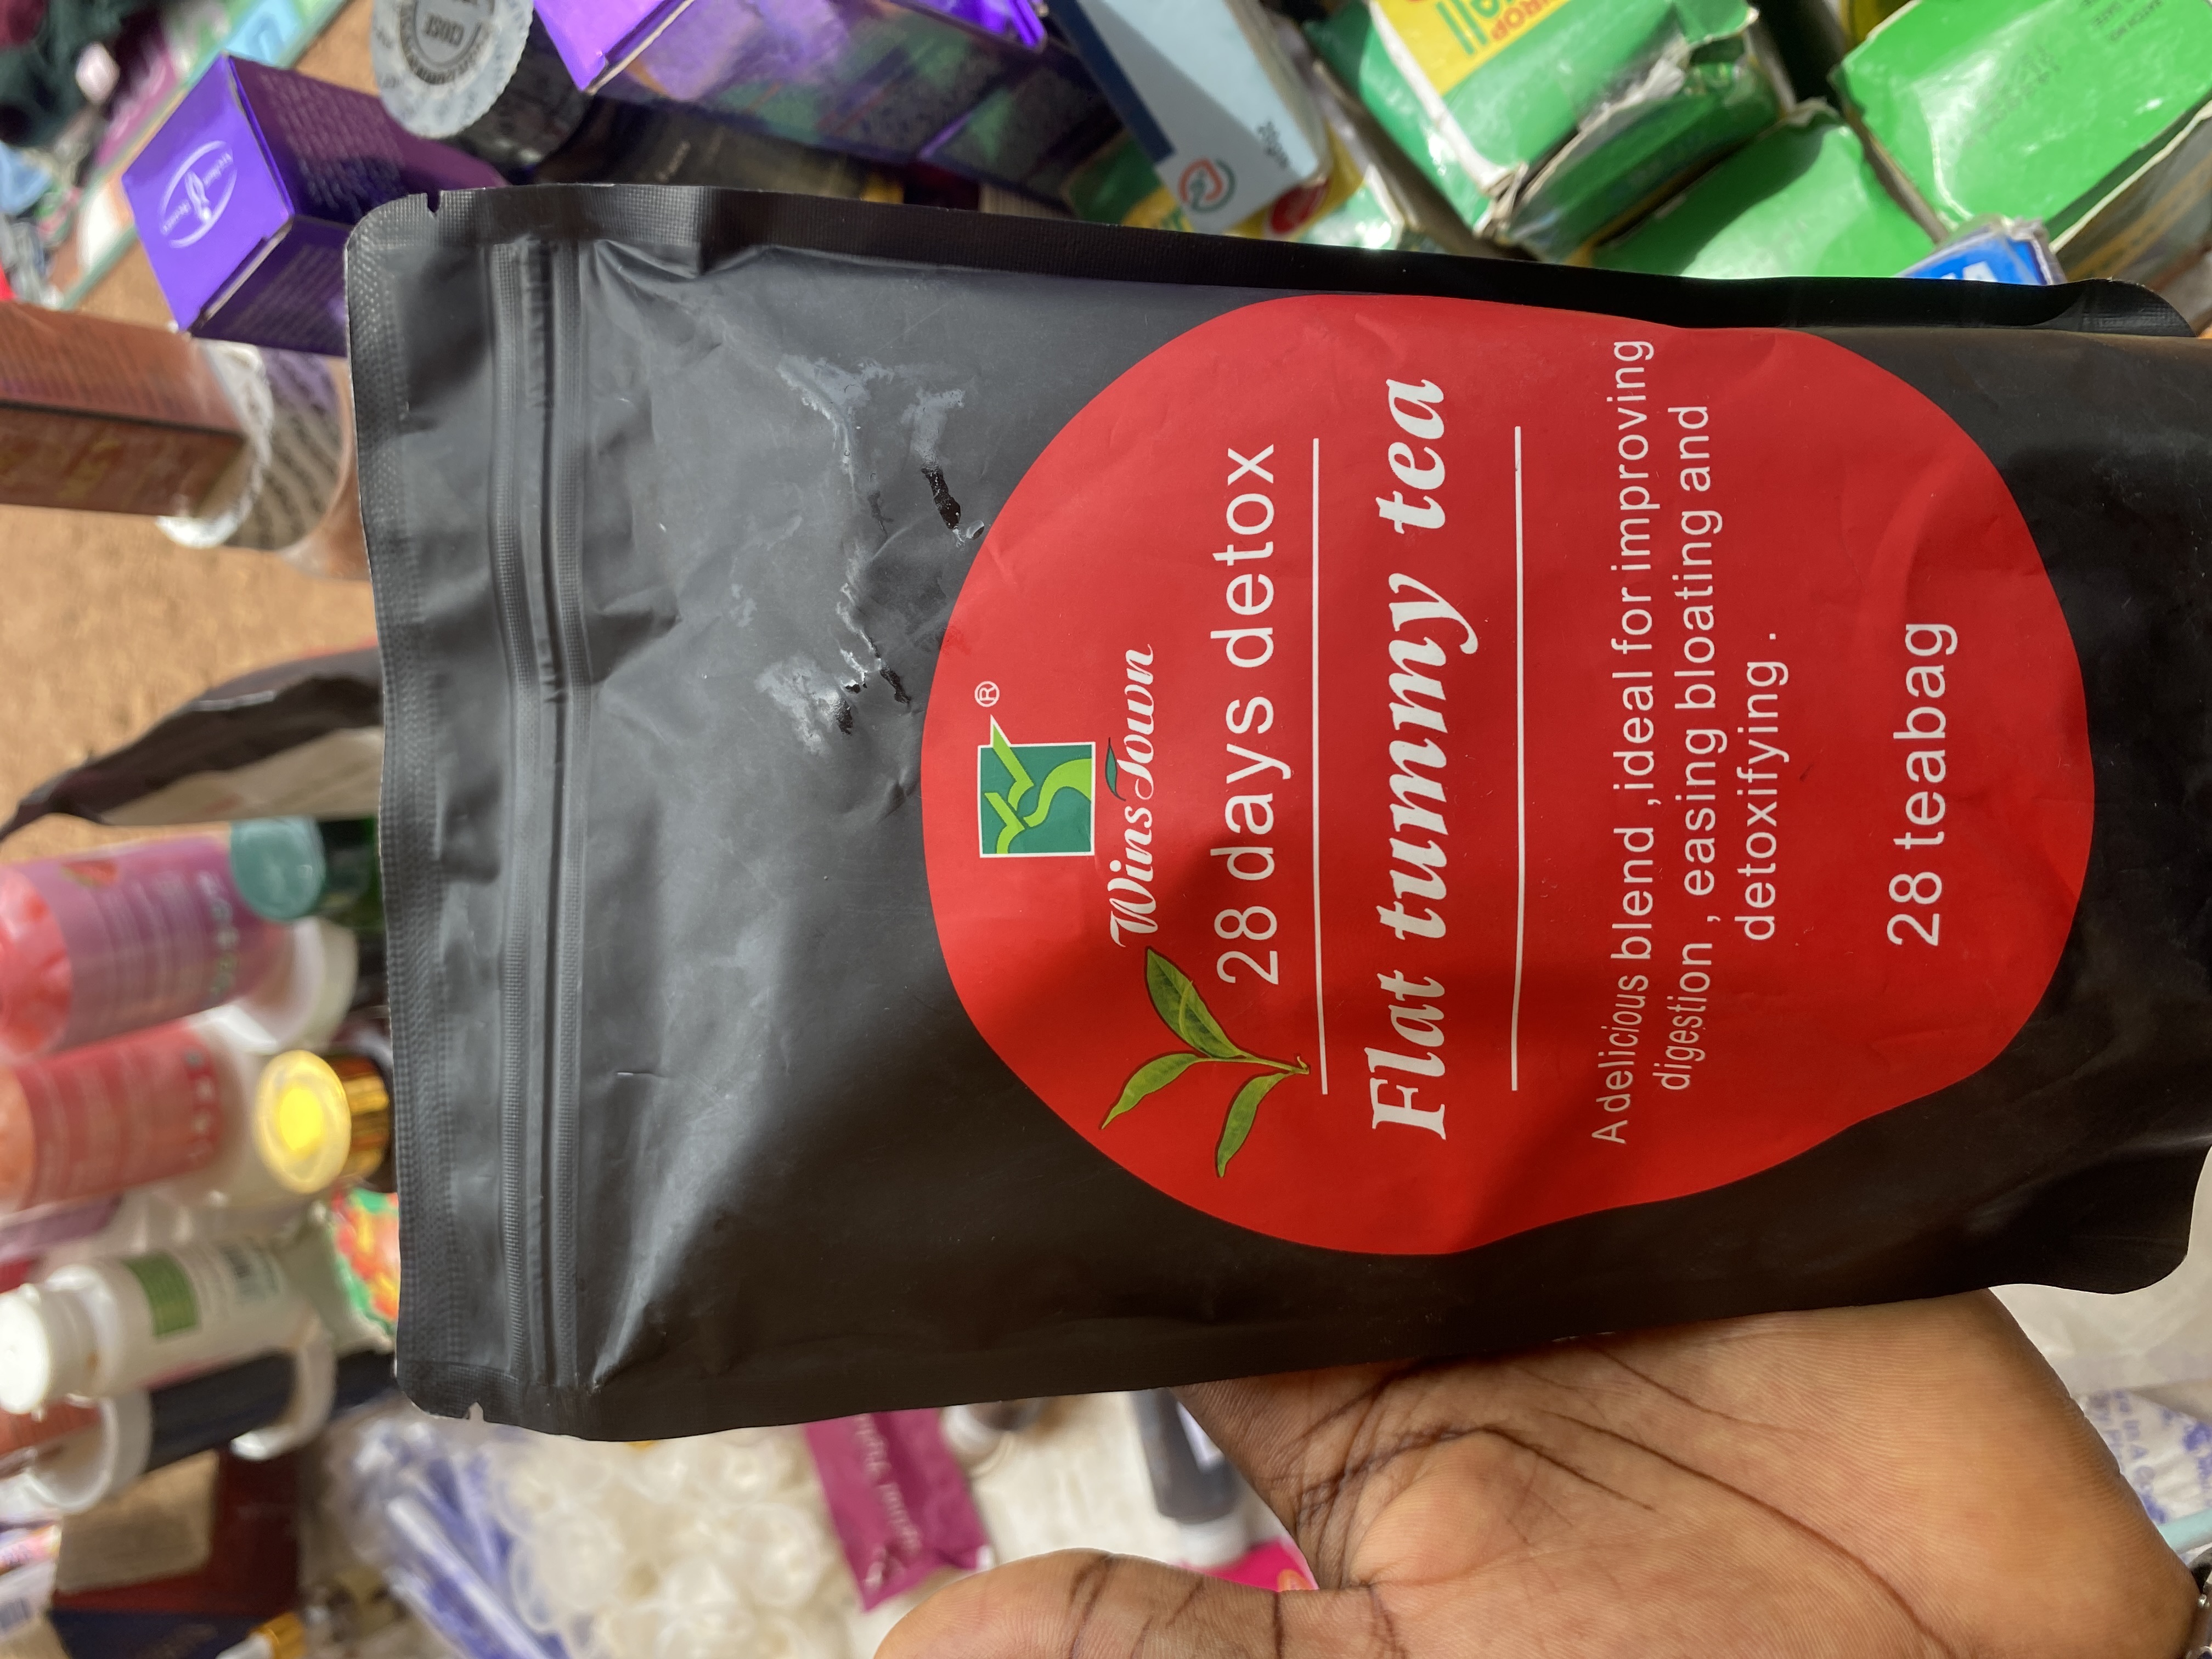 ®
WinsTown
28 days detox
Flat tummy tea
A delicious blend ,ideal for improving
digestion , easing bloating and
detoxifying .
28 teabag
20gm